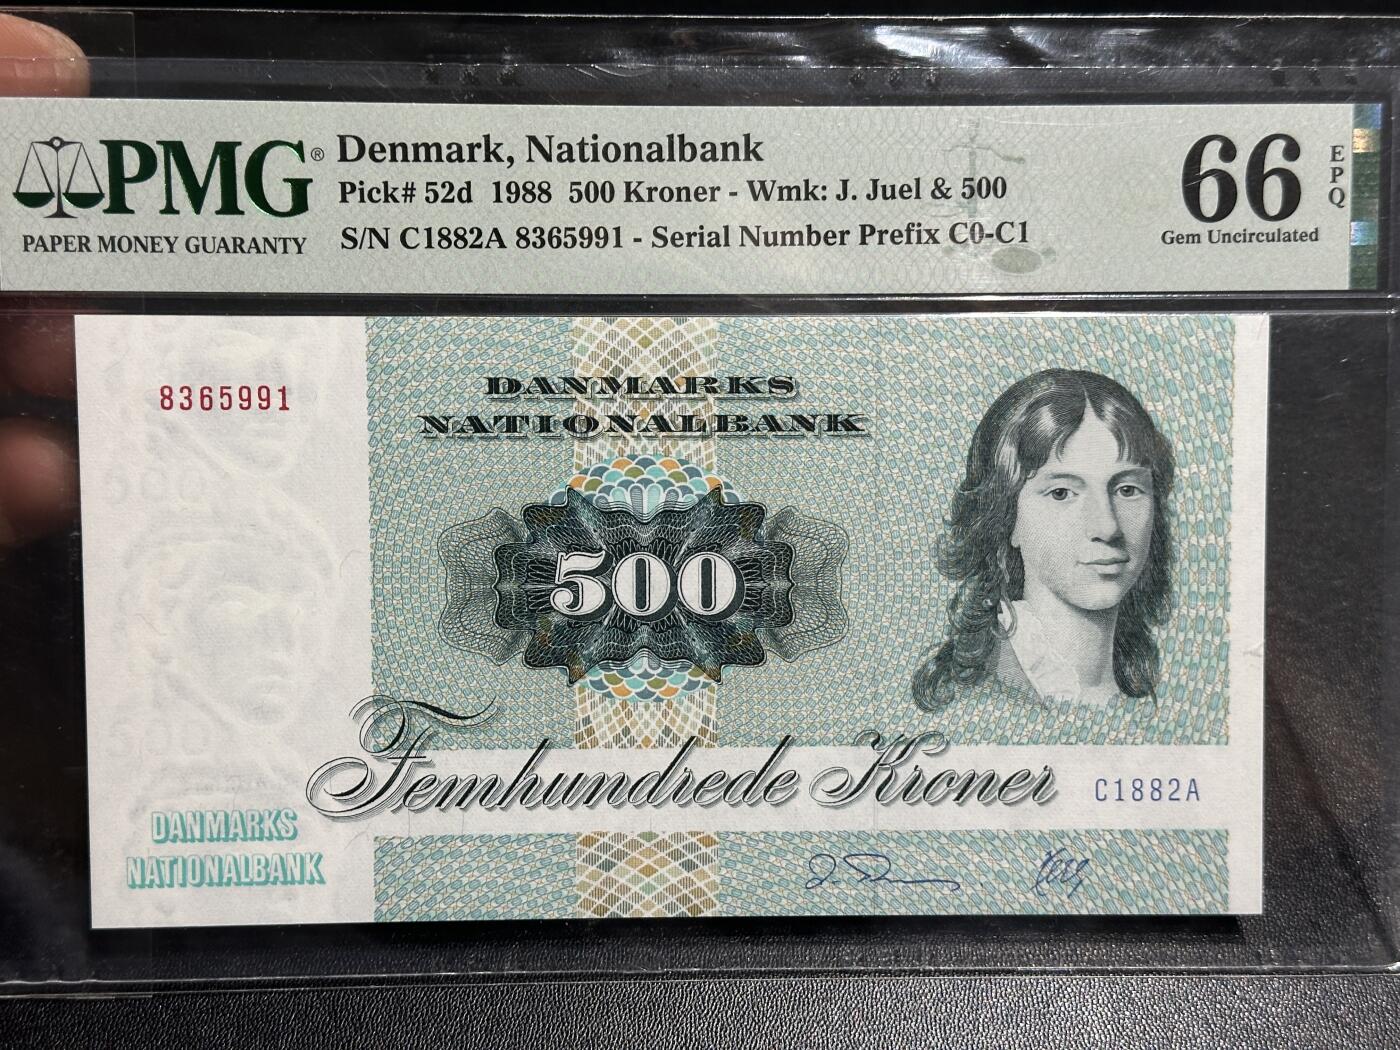 PMG®
PAPER MONEY GUARANTY
Denmark, Nationalbank
Pick# 52d 1988 500 Kroner - Wmk: J. Juel & 500
S/N C1882A 8365991 - Serial Number Prefix C0-C1
66
EPQ
Gem Uncirculated
8365991
DANMARKS
NATIONALBANK
500
Femhundrede Kroner
C1882A
DANMARKS
NATIONALBANK